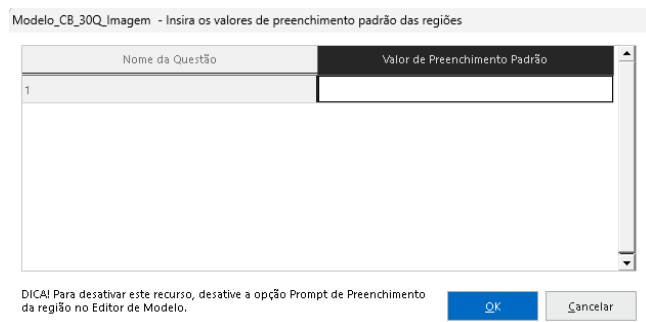 Modelo_CB_30Q_Imagem - Insira os valores de preenchimento padrão das regiões
Nome da Questão Valor de Preenchimento Padrão
1
DICA! Para desativar este recurso, desative a opção Prompt de Preenchimento
da região no Editor de Modelo.
OK Cancelar